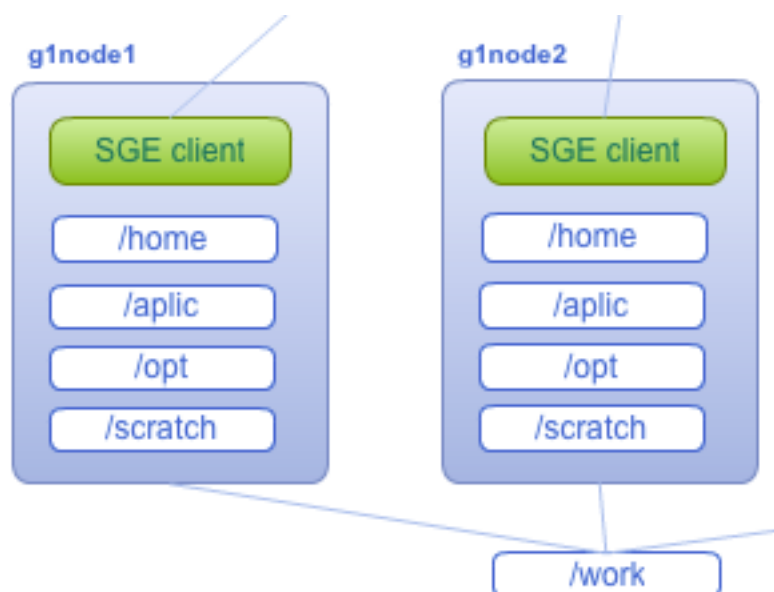 g1node1
SGE client
/home
/aplic
/opt
/scratch
g1node2
SGE client
/home
/aplic
/opt
/scratch
/work